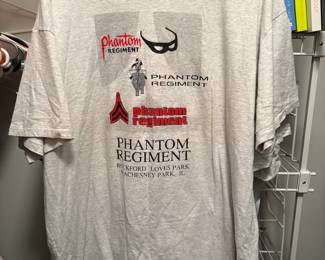 Phantom
REGIMENT
PHANTOM
REGIMENT
phantom
regiment
PHANTOM
REGIMENT
ROCKFORD LOVES PARK
MACHESNEY PARK, IL